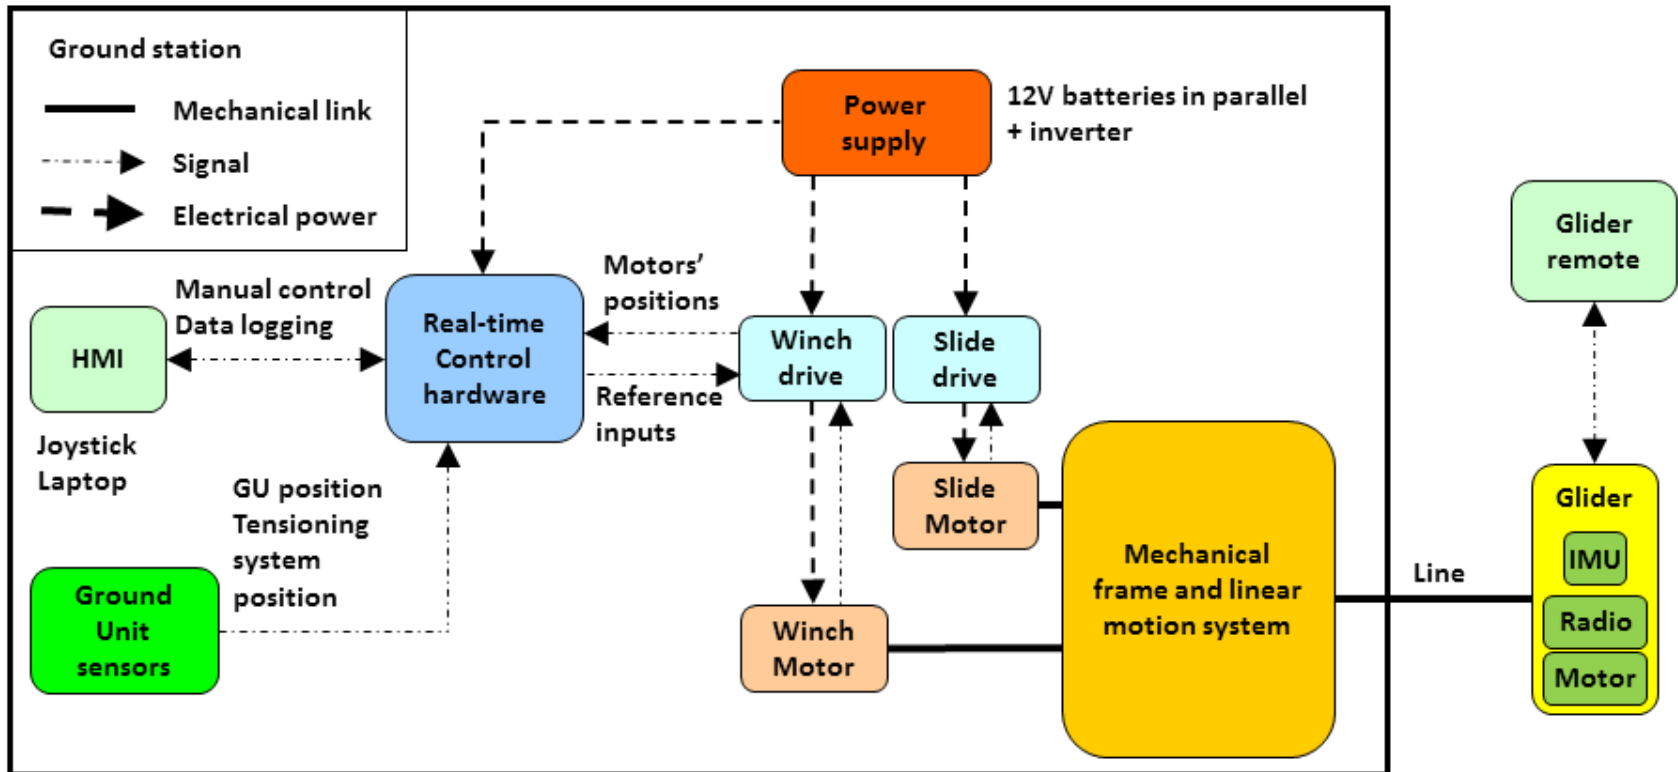 Ground station
Mechanical link
Signal
Electrical power
Power
supply
12V batteries in parallel
+ inverter
Glider
remote
Manual control
Data logging
HMI
Joystick
Laptop
Real-time
Control
hardware
Motors'
positions
Reference
inputs
Winch
drive
Slide
drive
GU position
Tensioning
system
position
Ground
Unit
sensors
Slide
Motor
Winch
Motor
Mechanical
frame and linear
motion system
Line
Glider
IMU
Radio
Motor